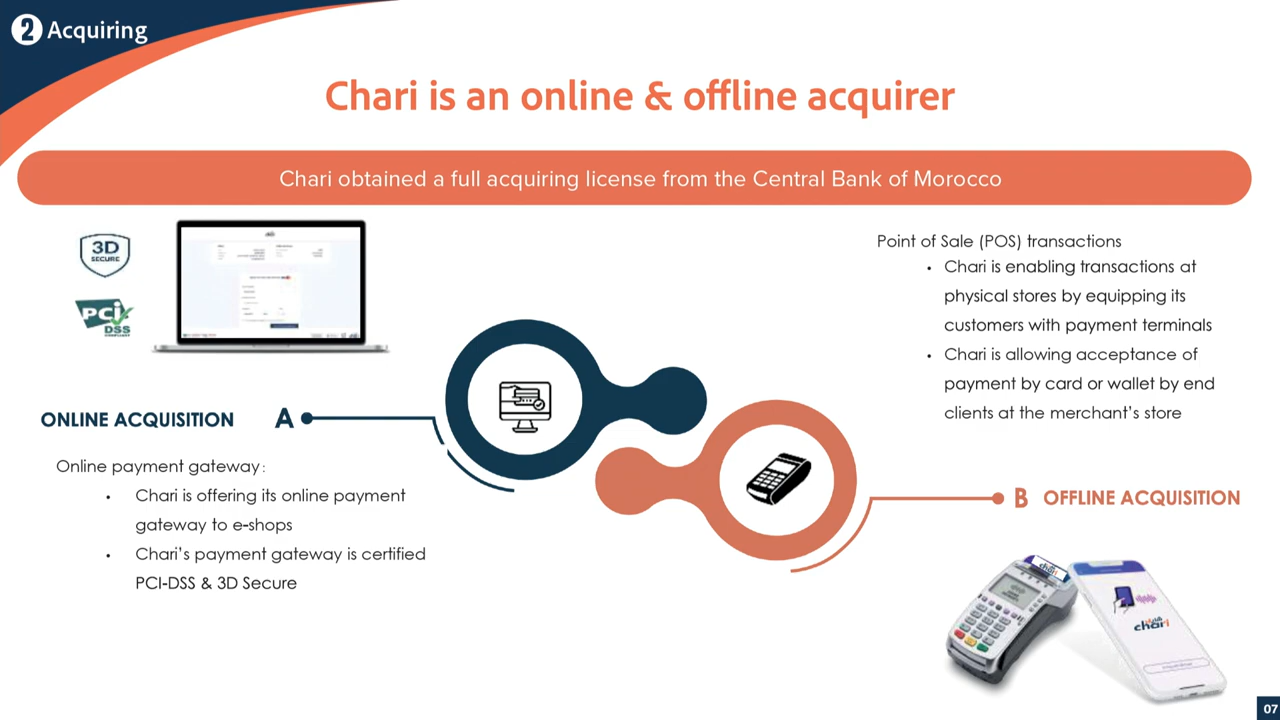 2 Acquiring
Chari is an online & offline acquirer
Chari obtained a full acquiring license from the Central Bank of Morocco
3D
SECURE
PCI
DSS
ONLINE ACQUISITION A
Online payment gateway:
• Chari is offering its online payment
gateway to e-shops
• Chari's payment gateway is certified
PCI-DSS & 3D Secure
Point of Sale (POS) transactions
• Chari is enabling transactions at
physical stores by equipping its
customers with payment terminals
• Chari is allowing acceptance of
payment by card or wallet by end
clients at the merchant's store
B OFFLINE ACQUISITION
chari
chari
07